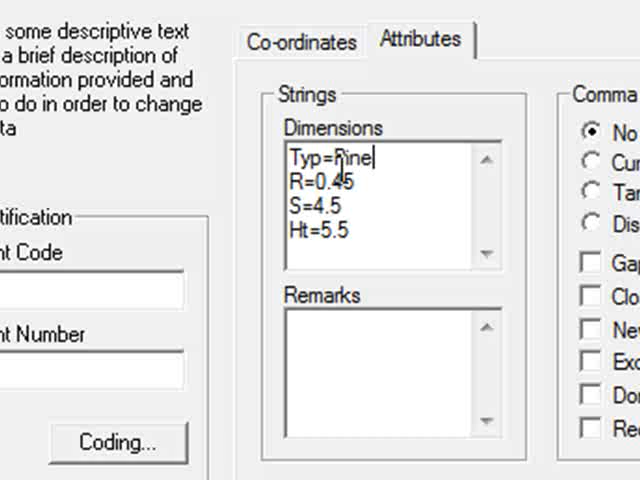 some descriptive text
a brief description of
ormation provided and
o do in order to change
ta
Co-ordinates
Attributes
Strings
Dimensions
Typ=Pine
R=0.45
S=4.5
Ht=5.5
Remarks
tification
nt Code
nt Number
Coding...
Comma
No
Cur
Tar
Dis
Gap
Clo
Nev
Exc
Dor
Rec